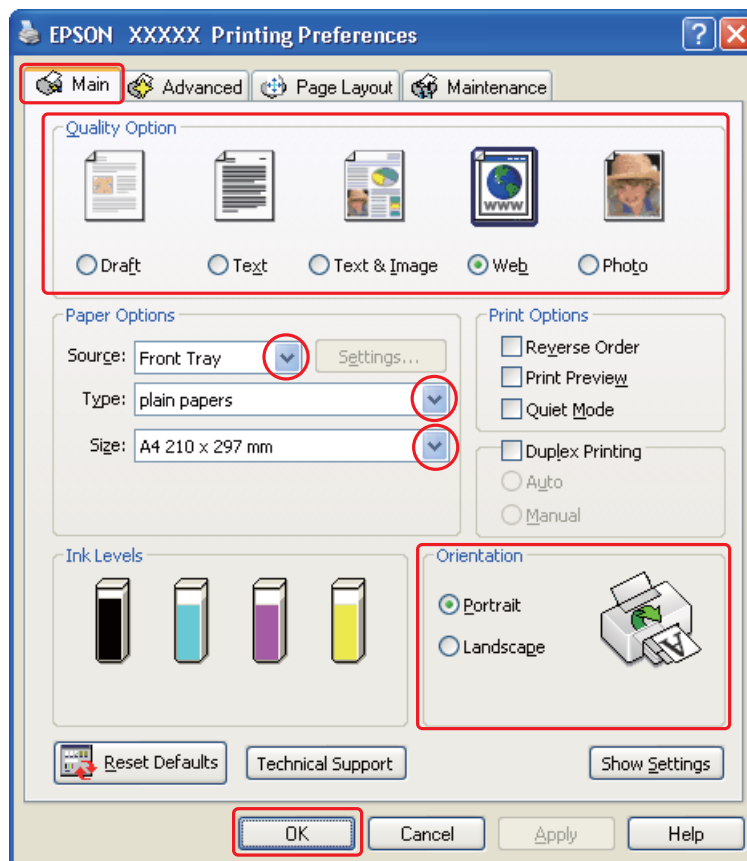 EPSON XXXXX Printing Preferences
?
Main Advanced Page Layout Maintenance
Quality Option
WWW
Draft Text Text & Image Web Photo
Paper Options
Source: Front Tray Settings...
Type: plain papers
Size: A4 210 x 297 mm
Print Options
Reverse Order
Print Preview
Quiet Mode
Duplex Printing
Auto
Manual
Ink Levels
Orientation
Portrait
Landscape
A
Reset Defaults Technical Support Show Settings
OK Cancel Apply Help